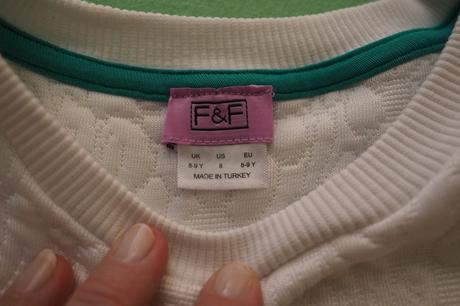 F&F
UK US EU
8-9 Y 8 8-9 Y
MADE IN TURKEY